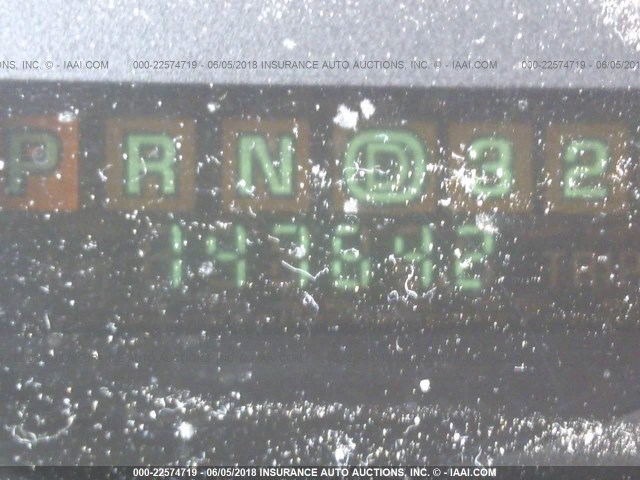 NS, INC. © - IAAI.COM 000-22574719 - 06/05/2018 INSURANCE AUTO AUCTIONS, INC. © - IAAI.COM 000-22574719 - 06/05/2018
P R N D 3 2
147642
000-22574719 - 06/05/2018 INSURANCE AUTO AUCTIONS, INC. © - IAAI.COM